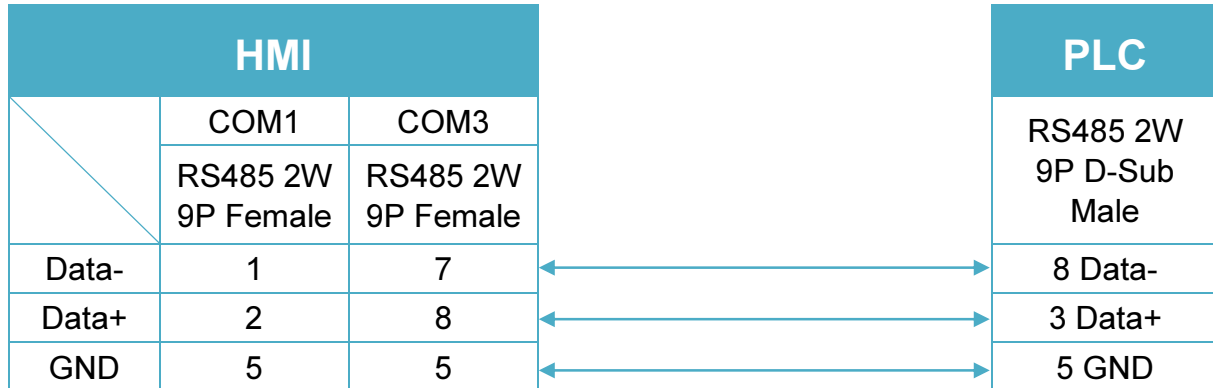 HMI PLC
COM1 COM3 RS485 2W
9P D-Sub
Male
RS485 2W RS485 2W
9P Female 9P Female
Data- 1 7 8 Data-
Data+ 2 8 3 Data+
GND 5 5 5 GND